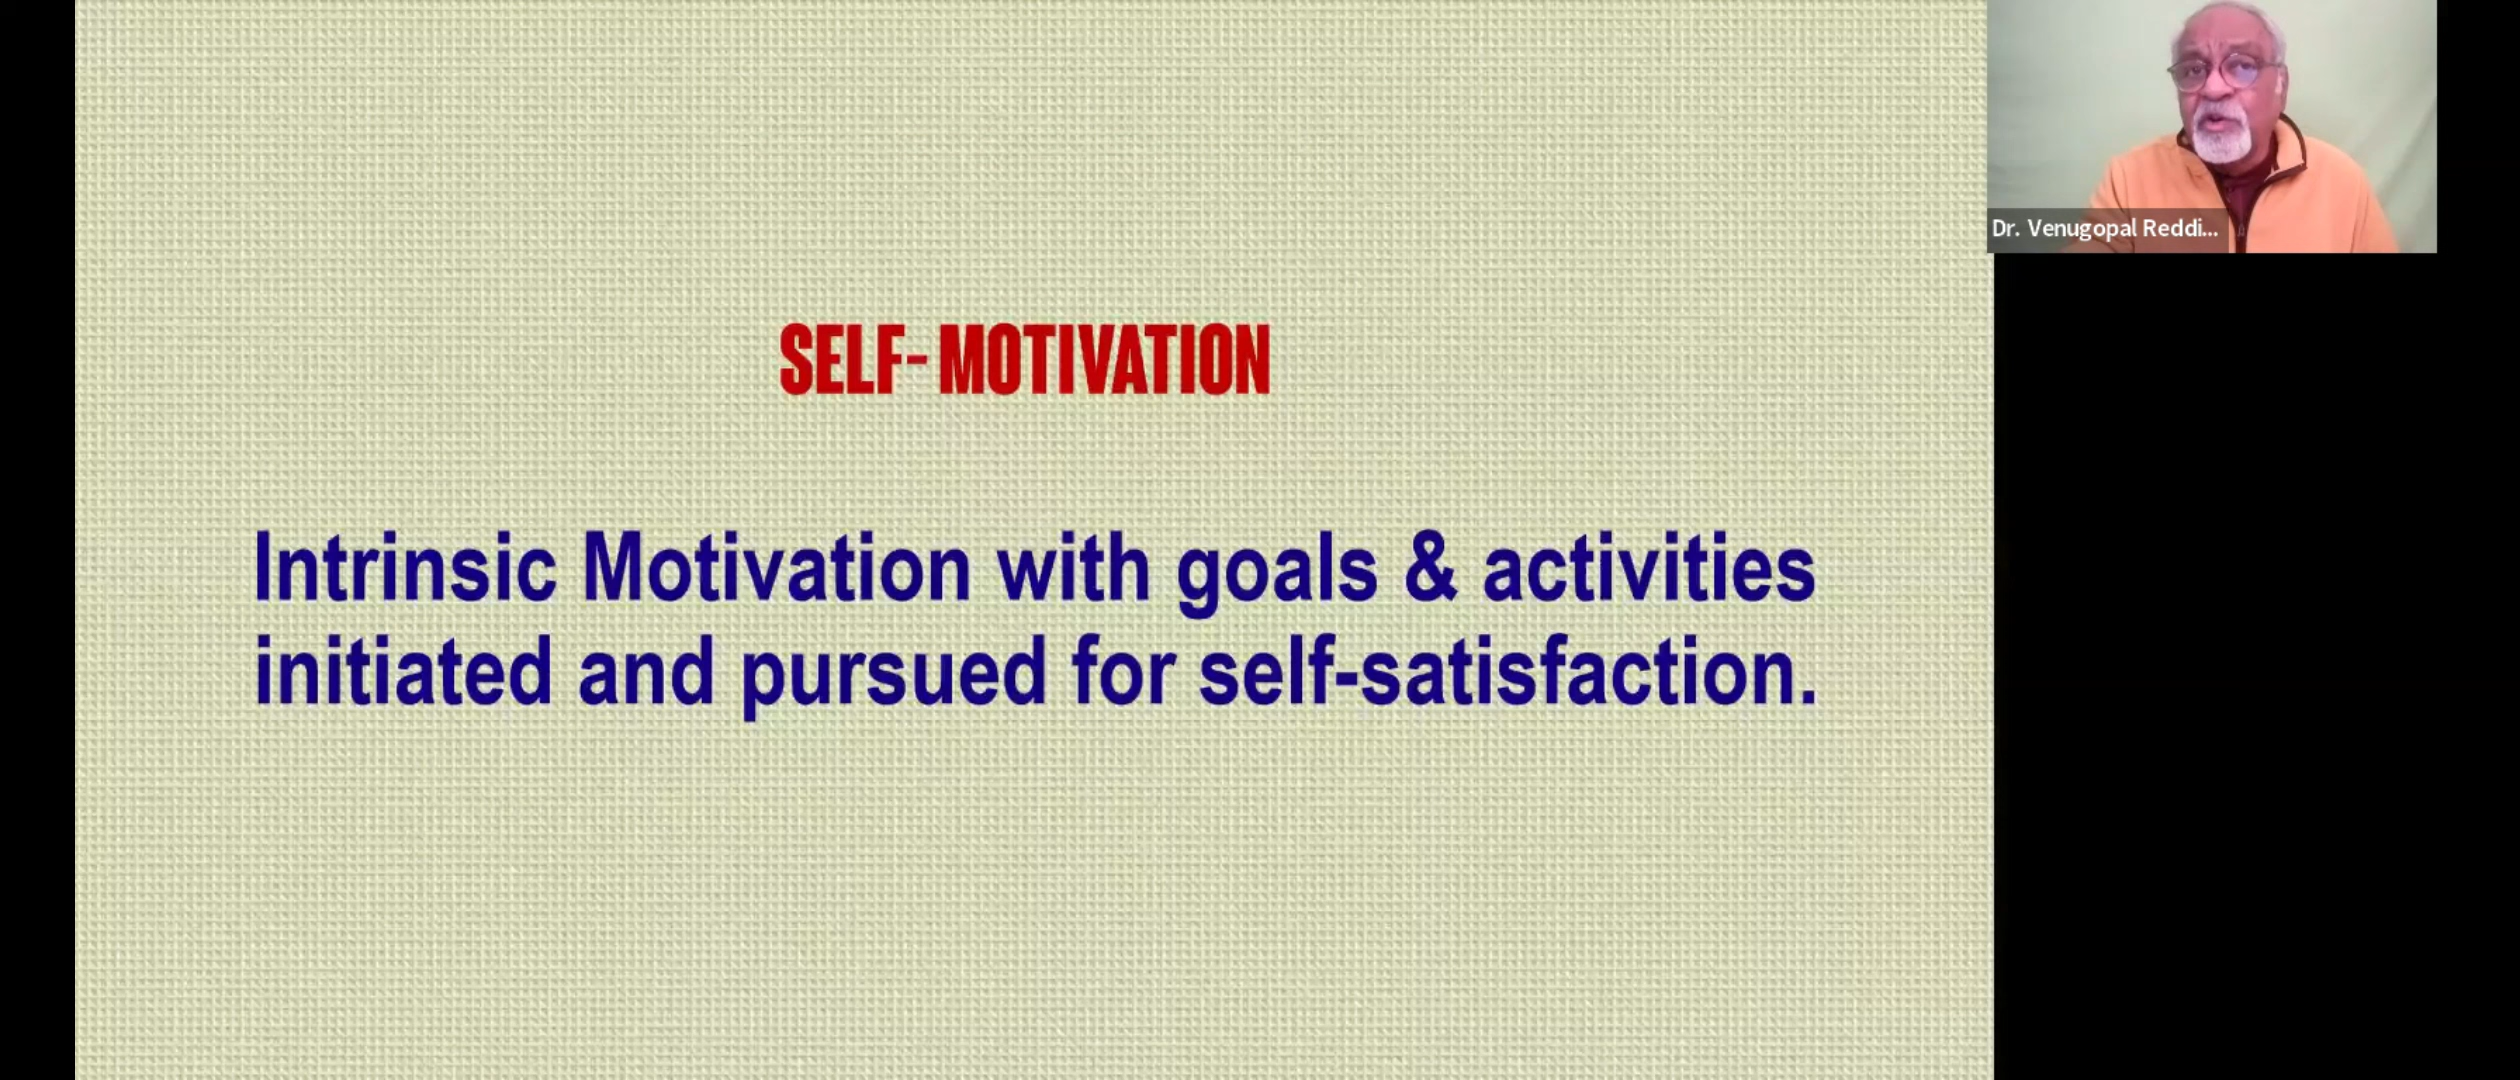 SELF- MOTIVATION
Intrinsic Motivation with goals & activities
initiated and pursued for self-satisfaction.
Dr. Venugopal Reddi...